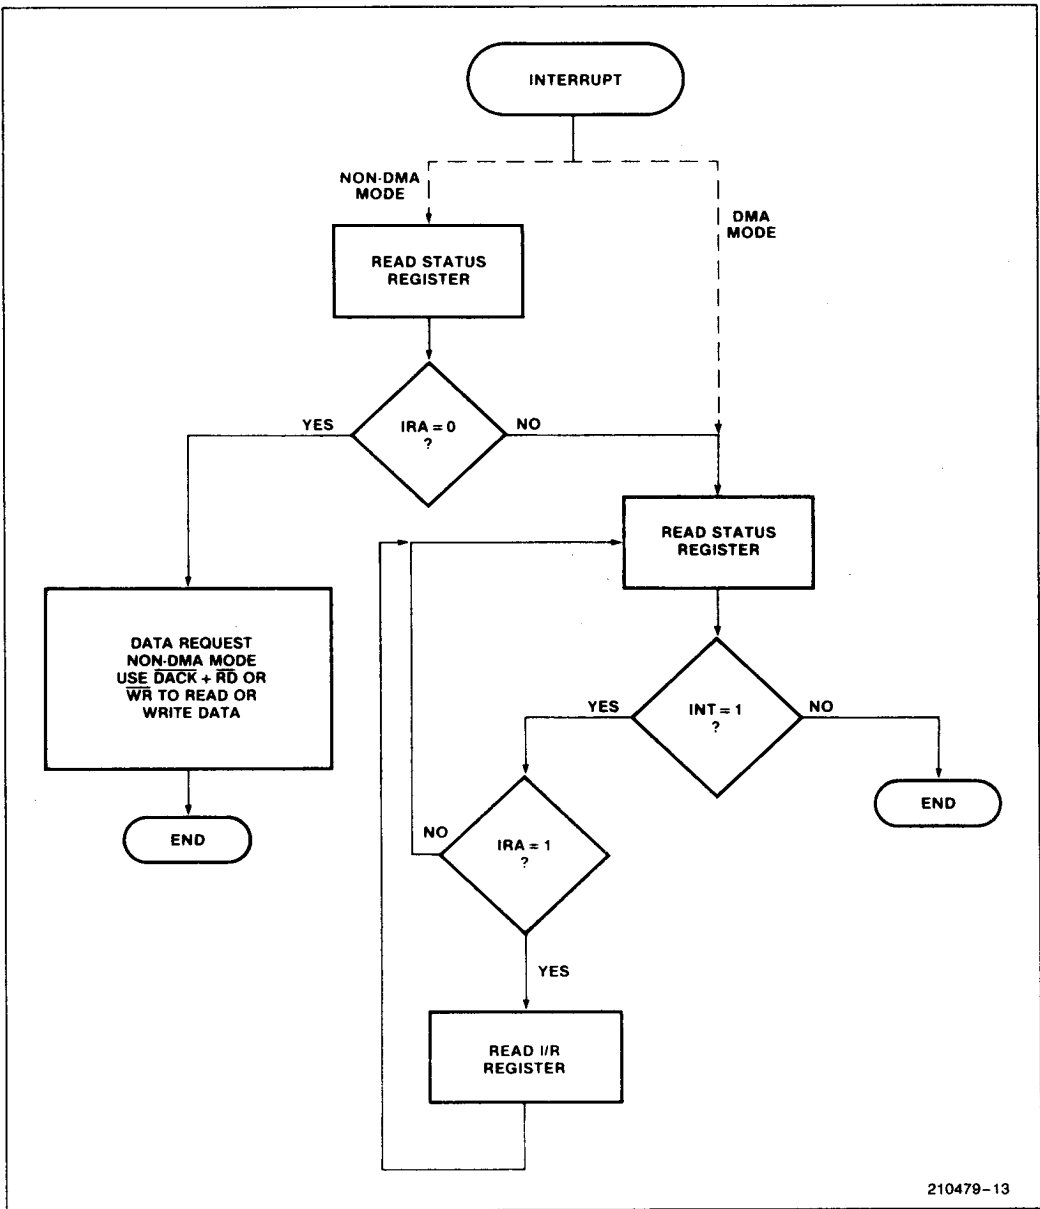 INTERRUPT
NON-DMA
MODE
DMA
MODE
READ STATUS
REGISTER
IRA = 0
?
YES
NO
READ STATUS
REGISTER
DATA REQUEST
NON-DMA MODE
USE DACK + RD OR
WR TO READ OR
WRITE DATA
END
INT = 1
?
YES
NO
END
IRA = 1
?
NO
YES
READ I/R
REGISTER
210479-13